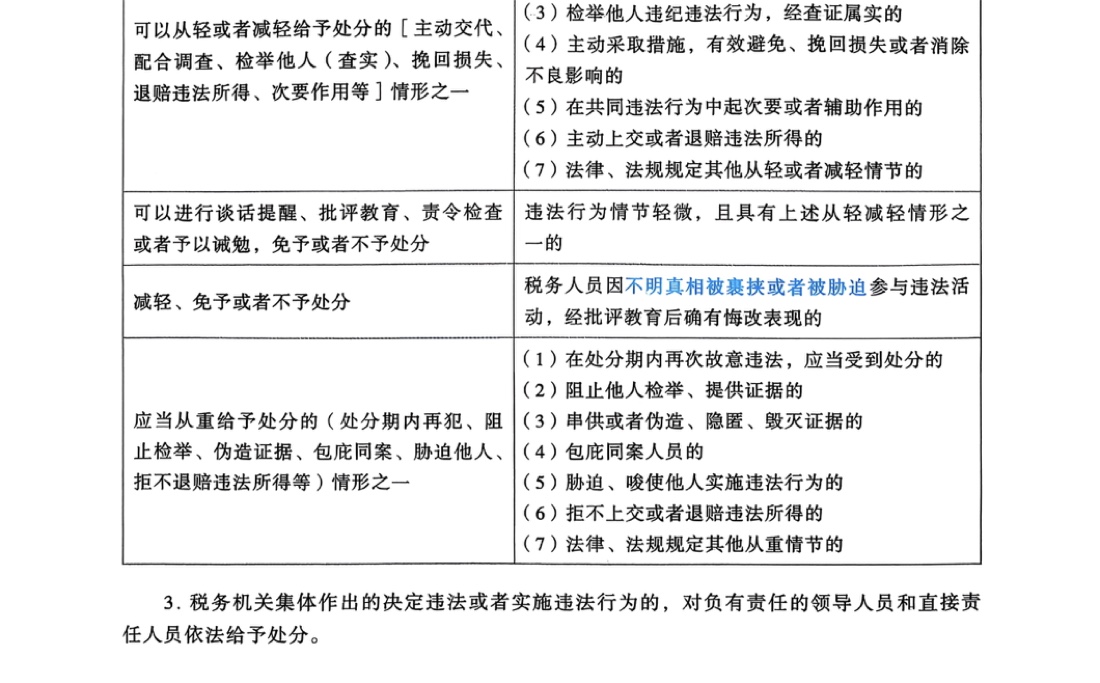 可以从轻或者减轻给予处分的［主动交代、
配合调查、检举他人（查实）、挽回损失、
退赔违法所得、次要作用等］情形之一
（3）检举他人违纪违法行为，经查证属实的
（4）主动采取措施，有效避免、挽回损失或者消除
不良影响的
（5）在共同违法行为中起次要或者辅助作用的
（6）主动上交或者退赔违法所得的
（7）法律、法规规定其他从轻或者减轻情节的
可以进行谈话提醒、批评教育、责令检查
或者予以诫勉，免予或者不予处分
违法行为情节轻微，且具有上述从轻减轻情形之
一的
减轻、免予或者不予处分
税务人员因不明真相被裹挟或者被胁迫参与违法活
动，经批评教育后确有悔改表现的
应当从重给予处分的（处分期内再犯、阻
止检举、伪造证据、包庇同案、胁迫他人、
拒不退赔违法所得等）情形之一
（1）在处分期内再次故意违法，应当受到处分的
（2）阻止他人检举、提供证据的
（3）串供或者伪造、隐匿、毁灭证据的
（4）包庇同案人员的
（5）胁迫、唆使他人实施违法行为的
（6）拒不上交或者退赔违法所得的
（7）法律、法规规定其他从重情节的
3. 税务机关集体作出的决定违法或者实施违法行为的，对负有责任的领导人员和直接责
任人员依法给予处分。